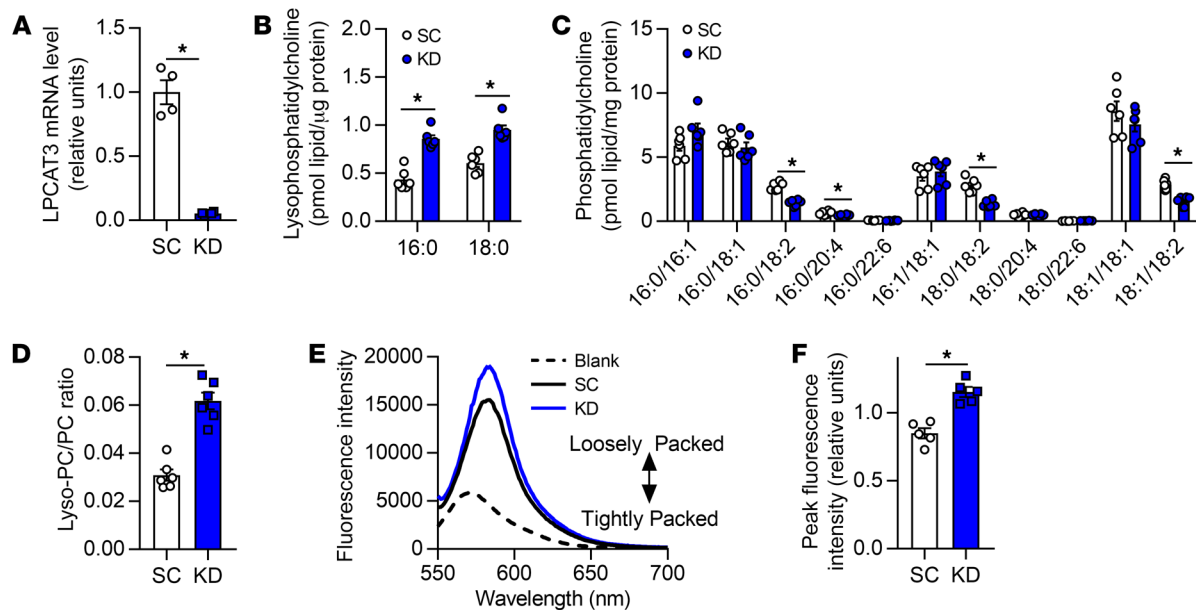 A
LPCAT3 mRNA level
(relative units)
1.5
1.0
0.5
0.0
*
SC KD
B
Lysophosphatidylcholine
(pmol lipid/µg protein)
2.0
1.5
1.0
0.5
0.0
SC
KD
*
*
16:0
18:0
C
Phosphatidylcholine
(pmol lipid/mg protein)
15
10
5
0
SC
KD
*
*
*
*
16:0/16:1
16:0/18:1
16:0/18:2
16:0/20:4
16:0/22:6
16:1/18:1
18:0/18:2
18:0/20:4
18:0/22:6
18:1/18:1
18:1/18:2
D
Lyso-PC/PC ratio
0.08
0.06
0.04
0.02
0.00
*
SC KD
E
Fluorescence intensity
20000
15000
10000
5000
0
Blank
SC
KD
Loosely Packed
Tightly Packed
550
600
650
700
Wavelength (nm)
F
Peak fluorescence
intensity (relative units)
1.0
0.5
0.0
*
SC KD